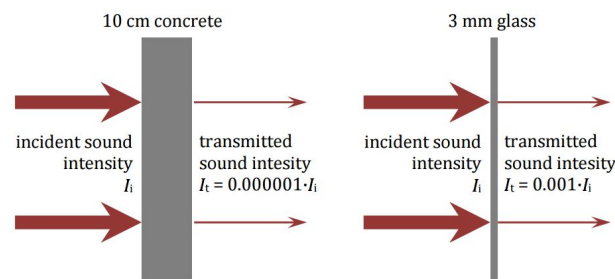 10 cm concrete
incident sound
intensity
Ii
transmitted
sound intesity
It = 0.000001·Ii
3 mm glass
incident sound
intensity
Ii
transmitted
sound intesity
It = 0.001·Ii